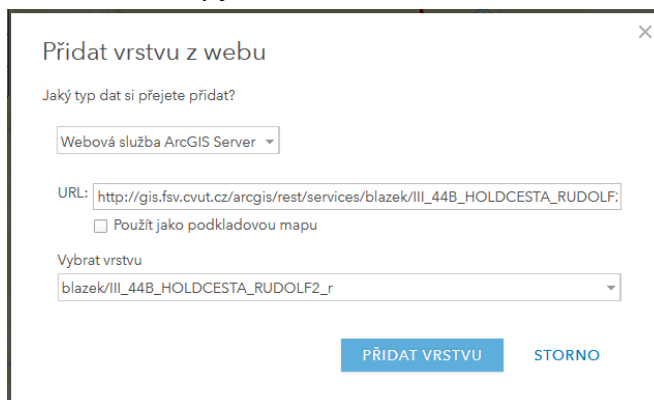 Přidat vrstvu z webu
Jaký typ dat si přejete přidat?
Webová služba ArcGIS Server
URL: http://gis.fsv.cvut.cz/arcgis/rest/services/blazek/III_44B_HOLDCESTA_RUDOLF
Použít jako podkladovou mapu
Vybrat vrstvu
blazek/III_44B_HOLDCESTA_RUDOLF2_r
PŘIDAT VRSTVU STORNO